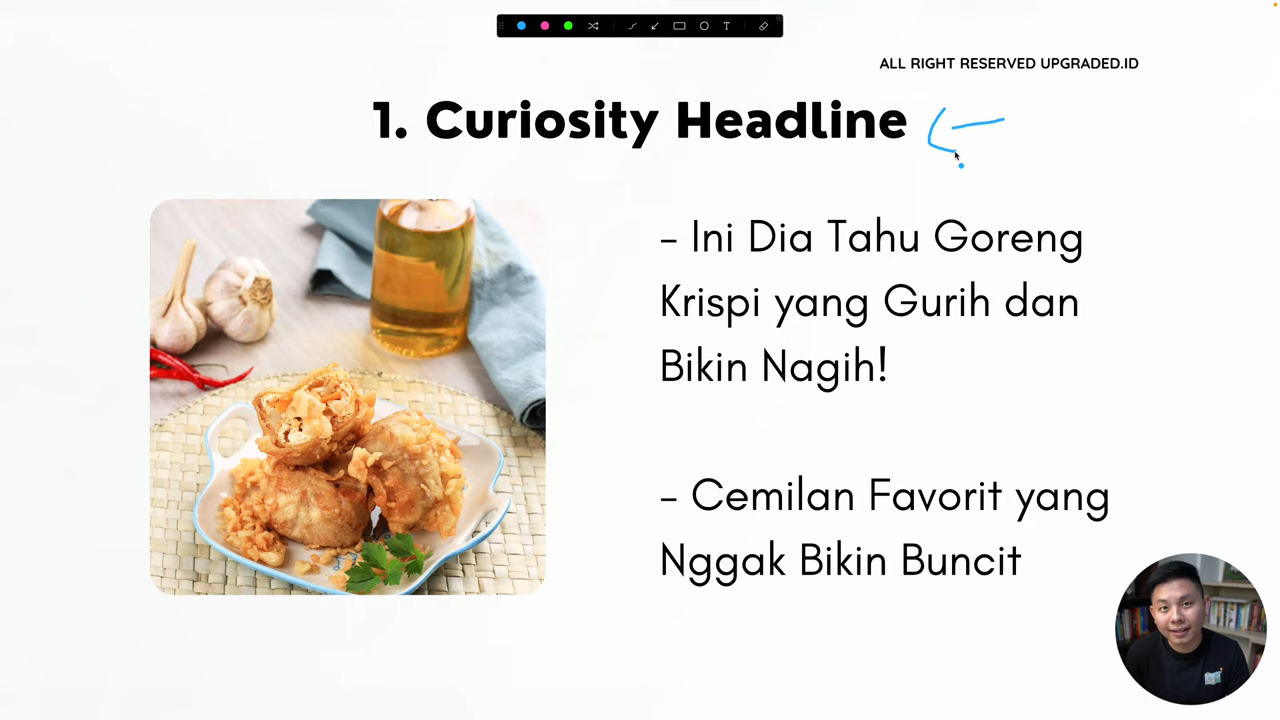 ALL RIGHT RESERVED UPGRADED.ID
1. Curiosity Headline
- Ini Dia Tahu Goreng
Krispi yang Gurih dan
Bikin Nagih!
- Cemilan Favorit yang
Nggak Bikin Buncit